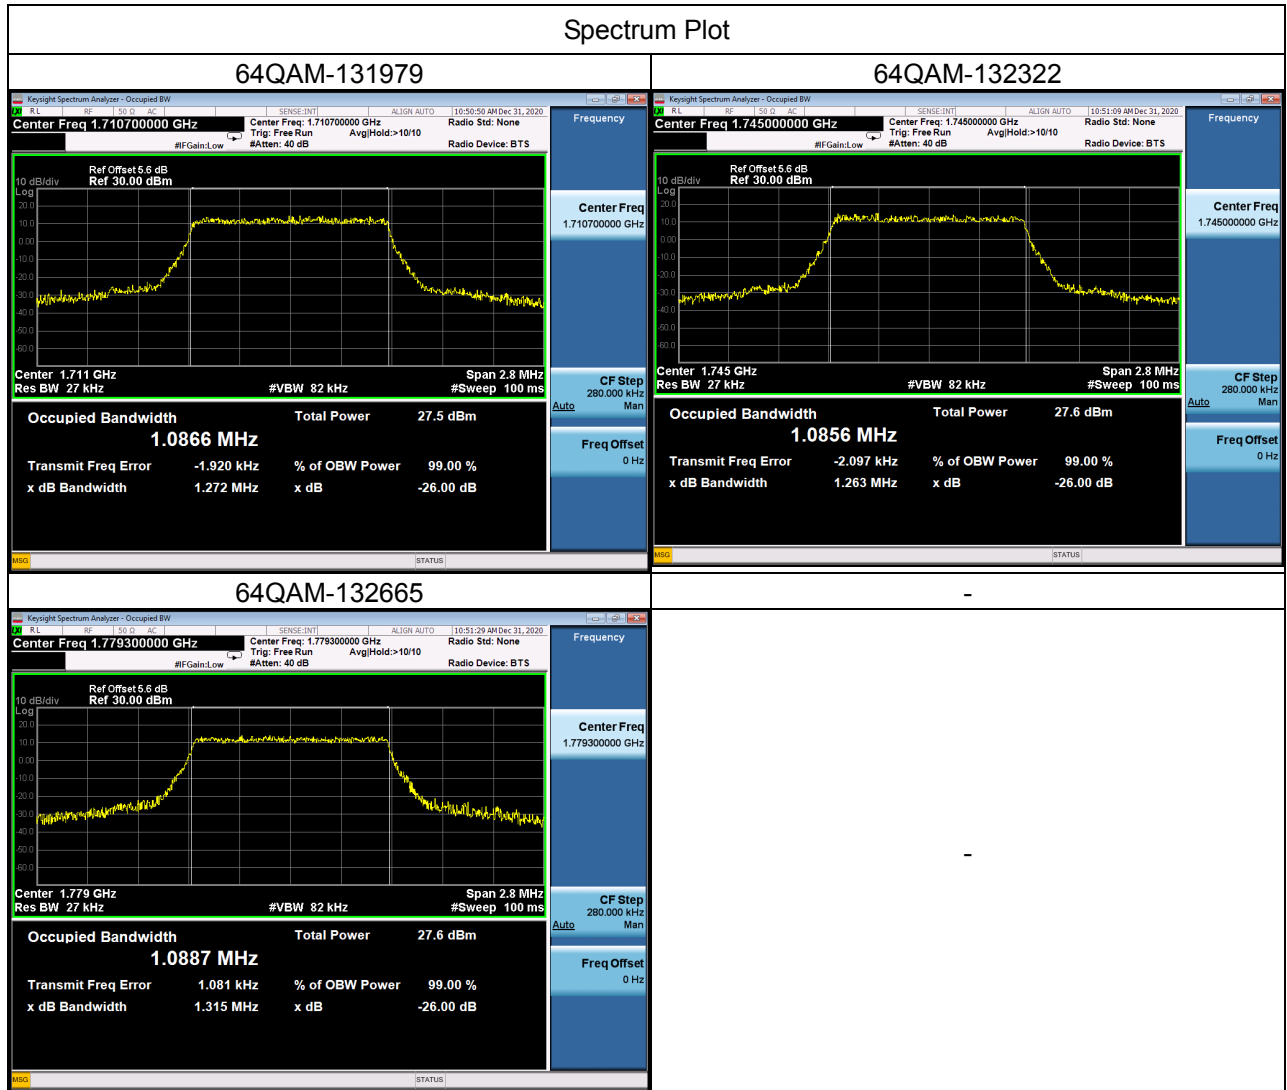 Spectrum Plot
64QAM-131979
64QAM-132322
Keysight Spectrum Analyzer - Occupied BW
RL RF 50 Ω AC SENSE:INT ALIGN AUTO 10:50:50 AM Dec 31, 2020
Center Freq 1.710700000 GHz
Center Freq: 1.710700000 GHz
Radio Std: None
Trig: Free Run Avg|Hold:>10/10
#IFGain:Low #Atten: 40 dB Radio Device: BTS
Ref Offset 5.6 dB
10 dB/div Ref 30.00 dBm
Log
20.0
10.0
0.00
-10.0
-20.0
-30.0
-40.0
-50.0
-60.0
Center 1.711 GHz Span 2.8 MHz
Res BW 27 kHz #VBW 82 kHz #Sweep 100 ms
Occupied Bandwidth Total Power 27.5 dBm
1.0866 MHz
Transmit Freq Error -1.920 kHz % of OBW Power 99.00 %
x dB Bandwidth 1.272 MHz x dB -26.00 dB
MSG STATUS
Frequency
Center Freq
1.710700000 GHz
CF Step
280.000 kHz
Auto Man
Freq Offset
0 Hz
Keysight Spectrum Analyzer - Occupied BW
RL RF 50 Ω AC SENSE:INT ALIGN AUTO 10:51:09 AM Dec 31, 2020
Center Freq 1.745000000 GHz
Center Freq: 1.745000000 GHz
Radio Std: None
Trig: Free Run Avg|Hold:>10/10
#IFGain:Low #Atten: 40 dB Radio Device: BTS
Ref Offset 5.6 dB
10 dB/div Ref 30.00 dBm
Log
20.0
10.0
0.00
-10.0
-20.0
-30.0
-40.0
-50.0
-60.0
Center 1.745 GHz Span 2.8 MHz
Res BW 27 kHz #VBW 82 kHz #Sweep 100 ms
Occupied Bandwidth Total Power 27.6 dBm
1.0856 MHz
Transmit Freq Error -2.097 kHz % of OBW Power 99.00 %
x dB Bandwidth 1.263 MHz x dB -26.00 dB
MSG STATUS
Frequency
Center Freq
1.745000000 GHz
CF Step
280.000 kHz
Auto Man
Freq Offset
0 Hz
64QAM-132665
-
Keysight Spectrum Analyzer - Occupied BW
RL RF 50 Ω AC SENSE:INT ALIGN AUTO 10:51:29 AM Dec 31, 2020
Center Freq 1.779300000 GHz
Center Freq: 1.779300000 GHz
Radio Std: None
Trig: Free Run Avg|Hold:>10/10
#IFGain:Low #Atten: 40 dB Radio Device: BTS
Ref Offset 5.6 dB
10 dB/div Ref 30.00 dBm
Log
20.0
10.0
0.00
-10.0
-20.0
-30.0
-40.0
-50.0
-60.0
Center 1.779 GHz Span 2.8 MHz
Res BW 27 kHz #VBW 82 kHz #Sweep 100 ms
Occupied Bandwidth Total Power 27.6 dBm
1.0887 MHz
Transmit Freq Error 1.081 kHz % of OBW Power 99.00 %
x dB Bandwidth 1.315 MHz x dB -26.00 dB
MSG STATUS
Frequency
Center Freq
1.779300000 GHz
CF Step
280.000 kHz
Auto Man
Freq Offset
0 Hz
-